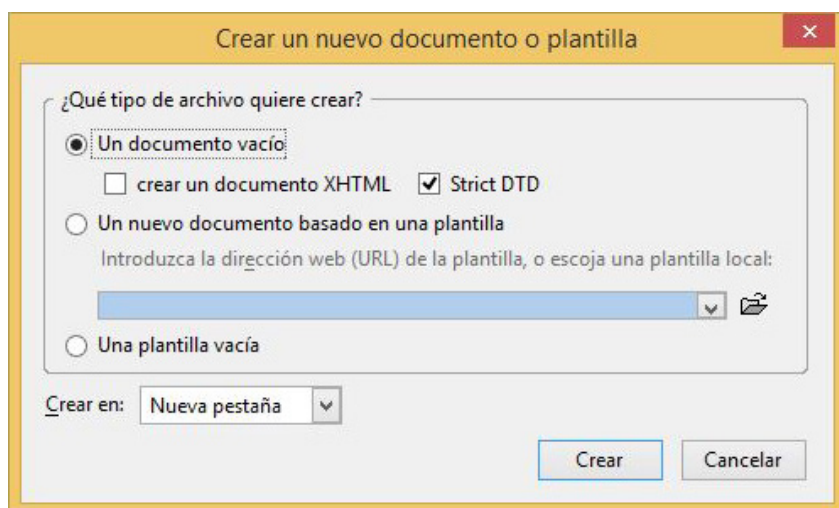 Crear un nuevo documento o plantilla
¿Qué tipo de archivo quiere crear?
Un documento vacío
crear un documento XHTML Strict DTD
Un nuevo documento basado en una plantilla
Introduzca la dirección web (URL) de la plantilla, o escoja una plantilla local:
Una plantilla vacía
Crear en: Nueva pestaña
Crear Cancelar